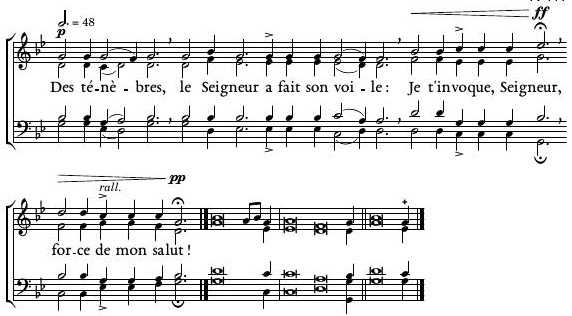 𝅗𝅥. = 48
p
ff
Des té-nè-bres, le Seigneur a fait son voi-le: Je t'invoque, Seigneur,
rall.
pp
for-ce de mon salut !